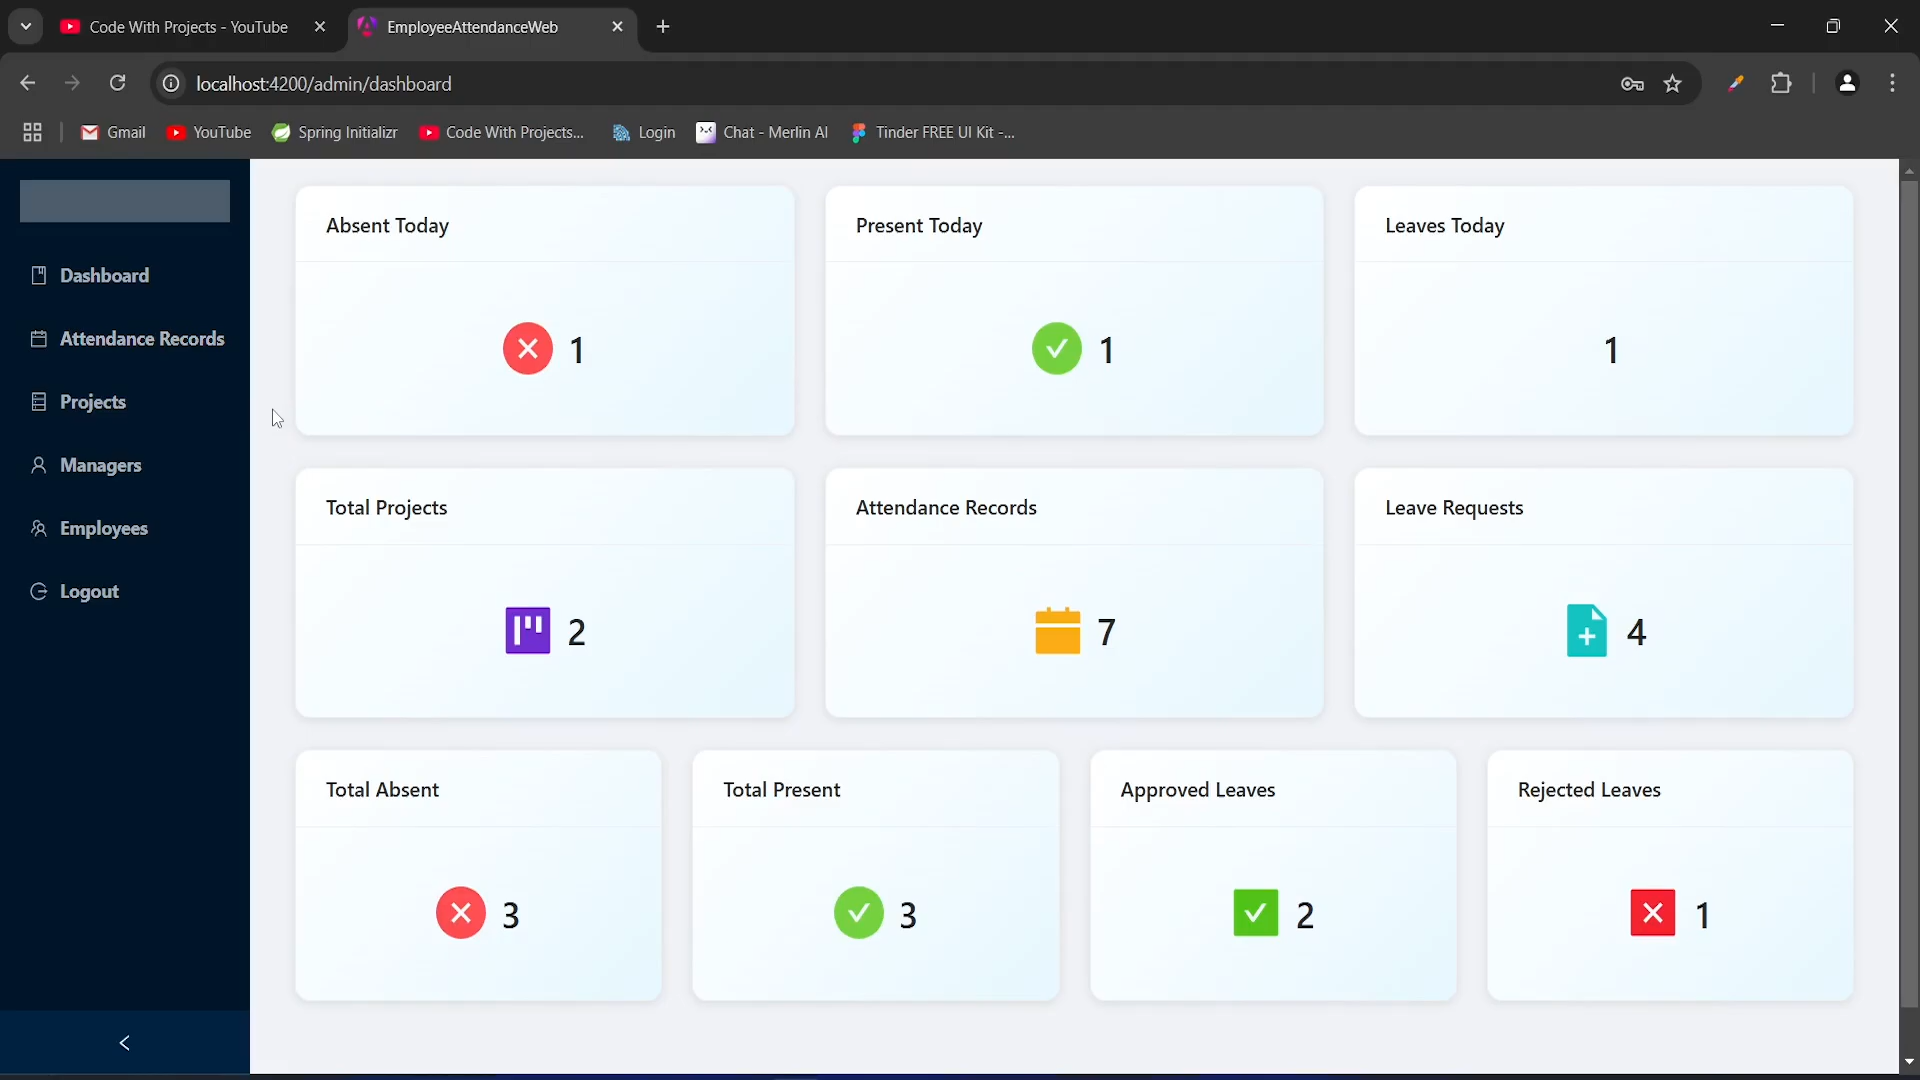 Code With Projects - YouTube
EmployeeAttendanceWeb
localhost:4200/admin/dashboard
Gmail
YouTube
Spring Initializr
Code With Projects...
Login
Chat - Merlin AI
Tinder FREE UI Kit -...
Dashboard
Attendance Records
Projects
Managers
Employees
Logout
Absent Today
1
Present Today
1
Leaves Today
1
Total Projects
2
Attendance Records
7
Leave Requests
4
Total Absent
3
Total Present
3
Approved Leaves
2
Rejected Leaves
1